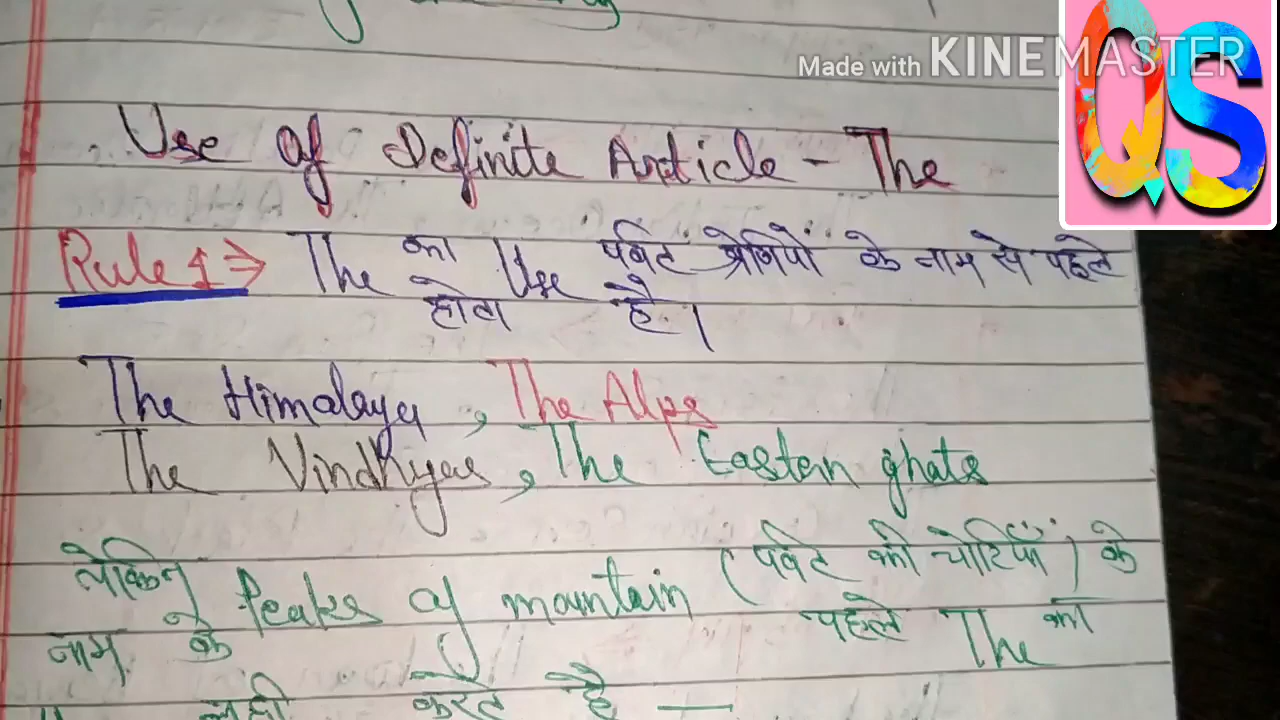 Made with KINEMASTER
QS
Use Of Definite Article - The
Rule 1 ⇒ The का Use पर्वत श्रेणियों के नाम से पहले
होता है।
The Himalaya, The Alps
The Vindhyas, The Eastern ghats
लेकिन Peaks of mountain (पर्वत की चोटियाँ) के
नाम के पहले The का
नहीं करते है —